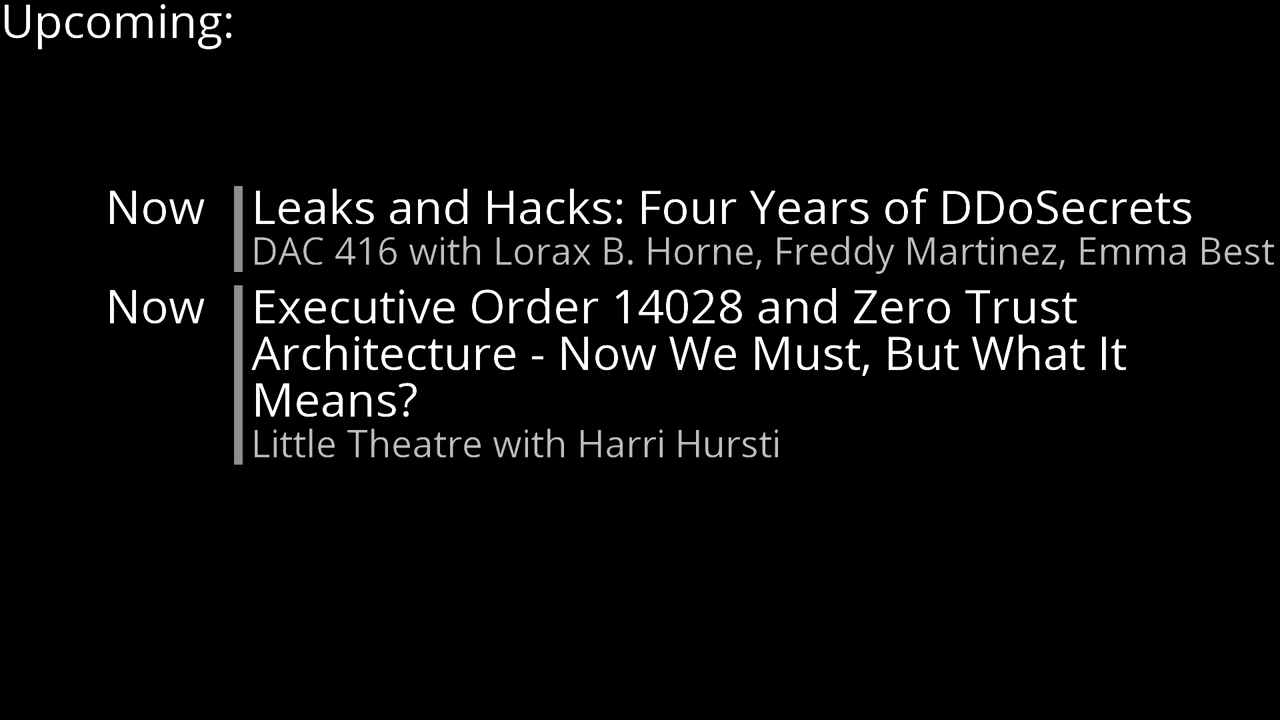 Upcoming:
Now
Leaks and Hacks: Four Years of DDoSecrets
DAC 416 with Lorax B. Horne, Freddy Martinez, Emma Best
Now
Executive Order 14028 and Zero Trust
Architecture - Now We Must, But What It
Means?
Little Theatre with Harri Hursti